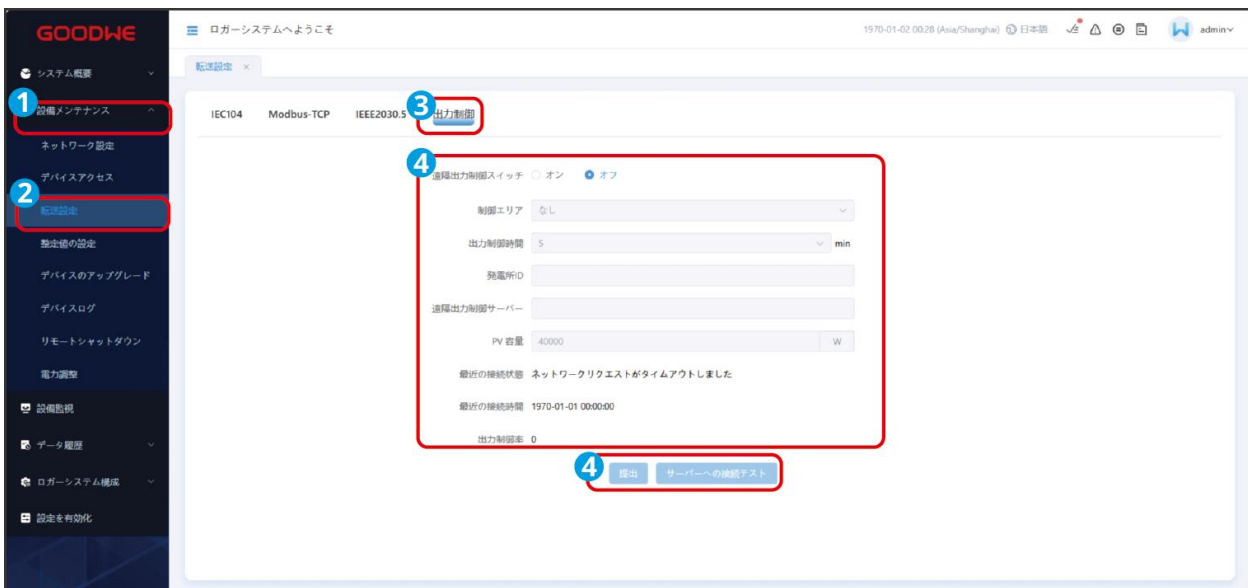 GOODWE
ロガーシステムへようこそ
1970-01-02 00:28 (Asia/Shanghai) 日本語 admin
システム概要
1
設備メンテナンス
ネットワーク設定
デバイスアクセス
2
転送設定
整定値の設定
デバイスのアップグレード
デバイスログ
リモートシャットダウン
電力調整
設備監視
データ履歴
ロガーシステム構成
設定を有効化
転送設定 ×
IEC104 Modbus-TCP IEEE2030.5 3 出力制御
4
遠隔出力制御スイッチ オン オフ
制御エリア なし
出力制御時間 5 min
発電所ID
遠隔出力制御サーバー
PV 容量 40000 W
最近の接続状態 ネットワークリクエストがタイムアウトしました
最近の接続時間 1970-01-01 00:00:00
出力制御率 0
4 提出 サーバーへの接続テスト